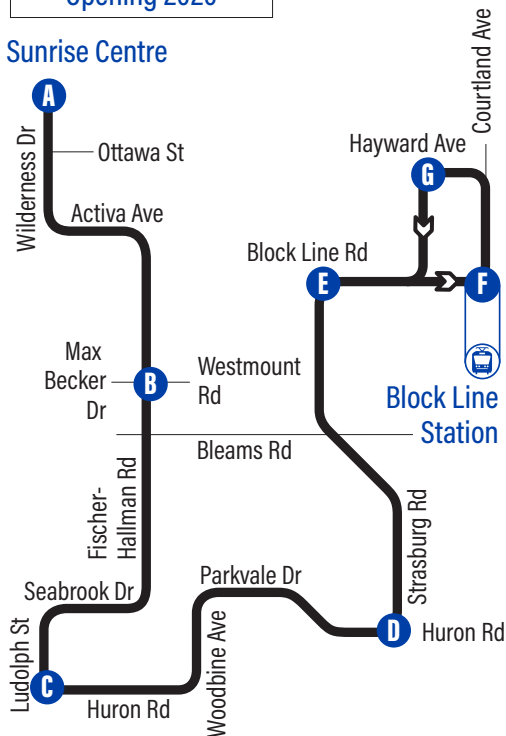 Sunrise Centre
A
Wilderness Dr
Ottawa St
Activa Ave
Courtland Ave
Hayward Ave
G
Block Line Rd
E
F
Max
Becker
Dr
B
Westmount
Rd
Block Line
Station
Bleams Rd
Fischer-
Hallman Rd
Strasburg Rd
Seabrook Dr
Parkvale Dr
Ludolph St
Woodbine Ave
D
Huron Rd
C
Huron Rd